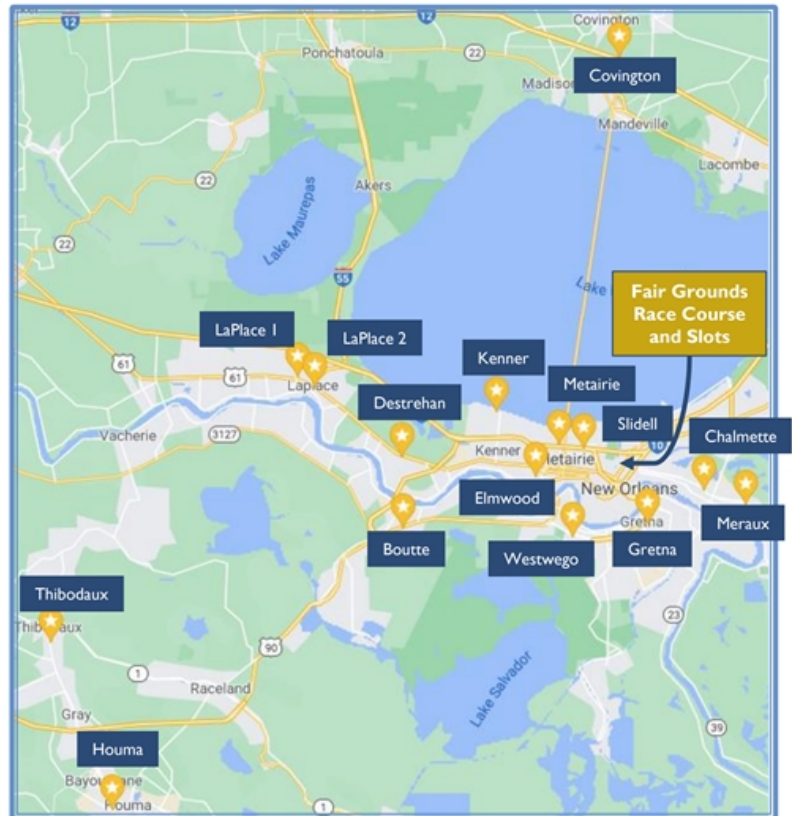 12
12
Covington
Ponchatoula
22
Covington
Madison
Mandeville
Lacombe
22
Akers
Lake Maurepas
22
55
Lake
Fair Grounds
Race Course
and Slots
LaPlace 1
LaPlace 2
Kenner
61
61
Laplace
Metairie
Destrehan
Slidell
Vacherie
3127
Kenner
Metairie
10
Chalmette
Elmwood
New Orleans
Gretna
Meraux
Boutte
Westwego
Gretna
Thibodaux
Thibodaux
23
90
1
Raceland
Lake Salvador
Gray
39
Houma
Houma
1